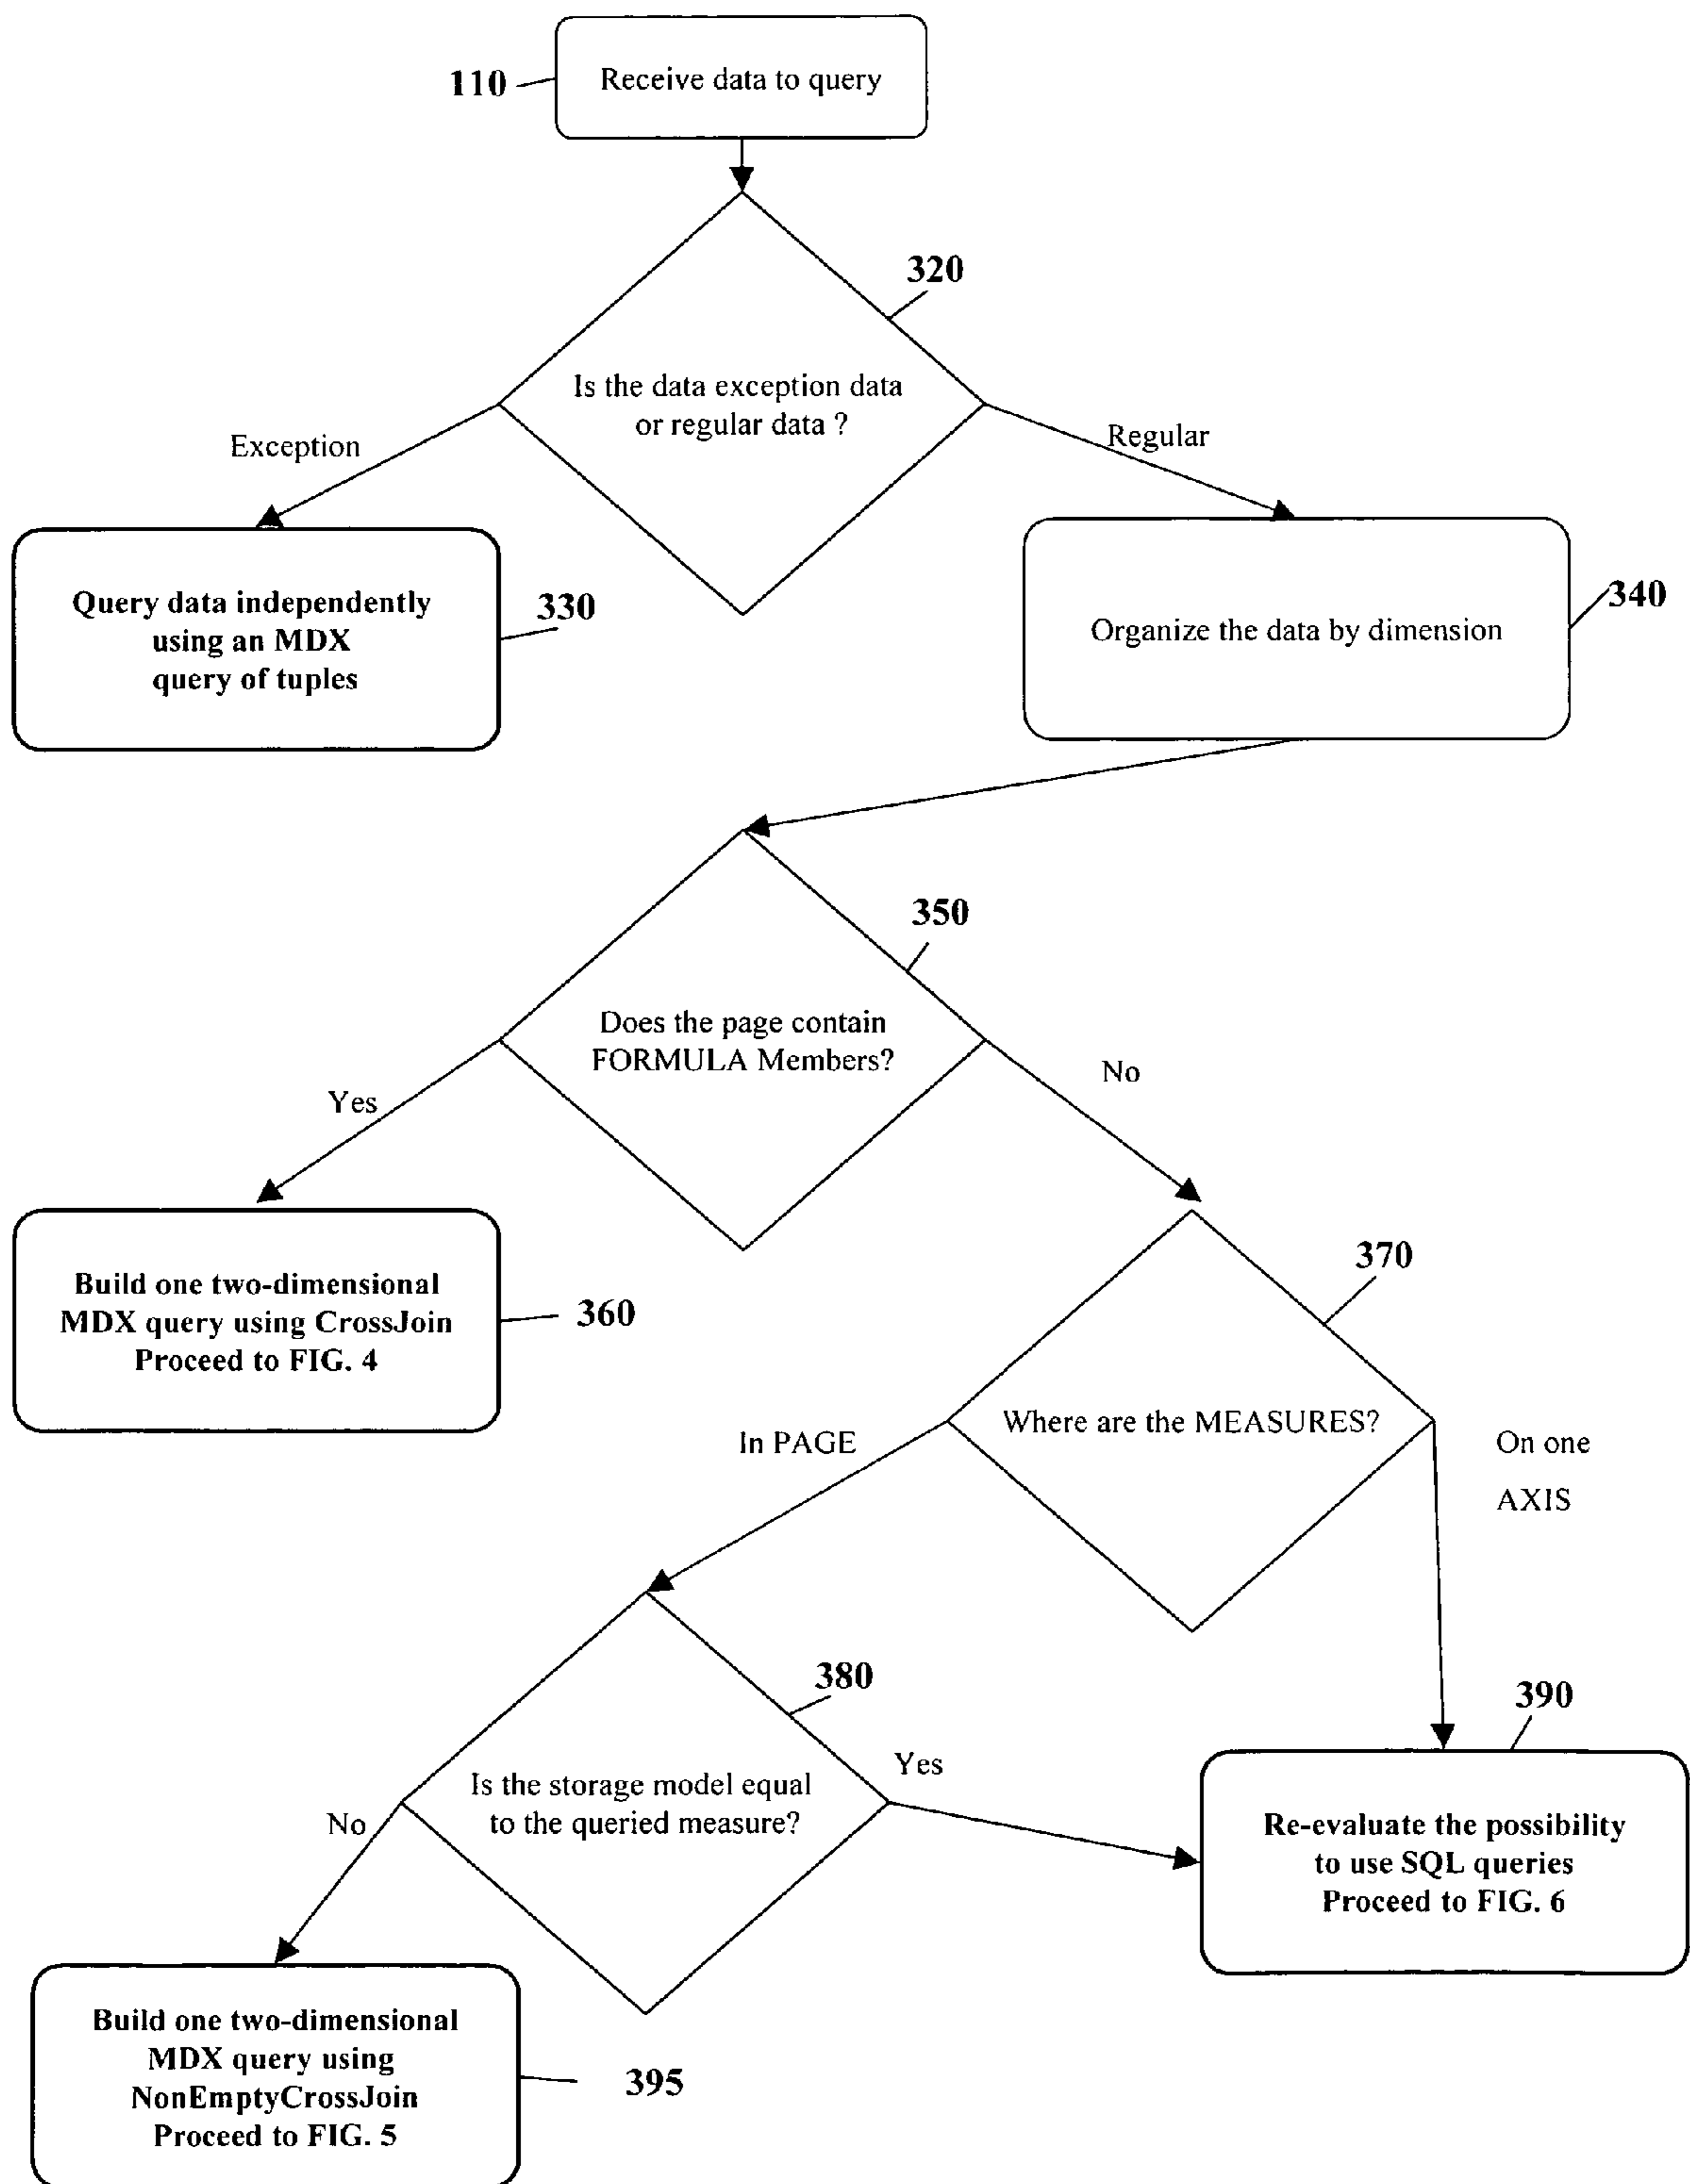 Receive data to query
110
320
Is the data exception data
or regular data ?
Exception
Regular
Query data independently
using an MDX
query of tuples
330
Organize the data by dimension
340
350
Does the page contain
FORMULA Members?
Yes
No
Build one two-dimensional
MDX query using CrossJoin
Proceed to FIG. 4
360
370
Where are the MEASURES?
In PAGE
On one
AXIS
380
Is the storage model equal
to the queried measure?
No
Yes
390
Re-evaluate the possibility
to use SQL queries
Proceed to FIG. 6
Build one two-dimensional
MDX query using
NonEmptyCrossJoin
Proceed to FIG. 5
395